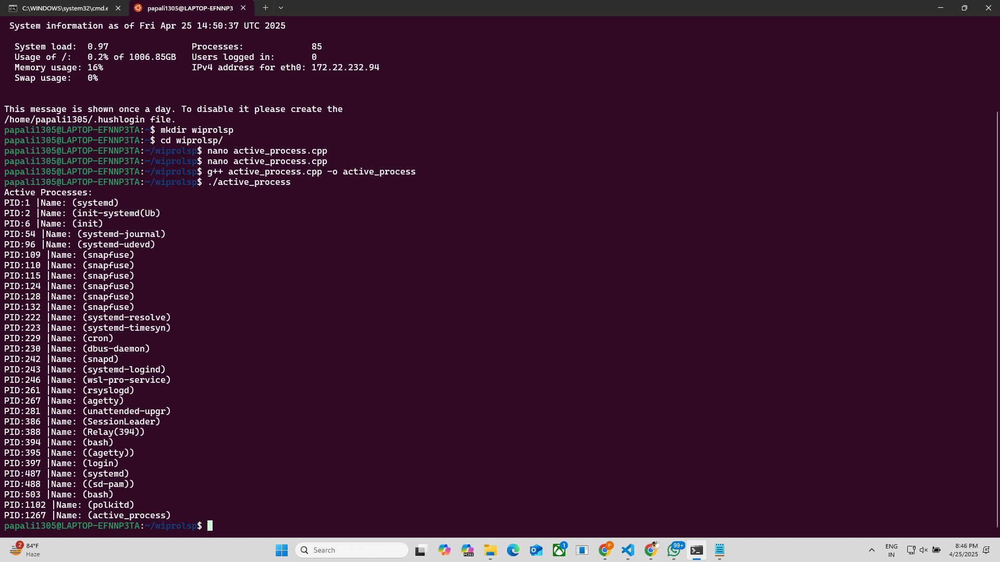 C:\WINDOWS\system32\cmd.e
papali1305@LAPTOP-EFNNP3
System information as of Fri Apr 25 14:50:37 UTC 2025
System load:  0.97                Processes:             85
Usage of /:   0.2% of 1006.85GB   Users logged in:       0
Memory usage: 16%                 IPv4 address for eth0: 172.22.232.94
Swap usage:   0%
This message is shown once a day. To disable it please create the
/home/papali1305/.hushlogin file.
papali1305@LAPTOP-EFNNP3TA:~$ mkdir wiprolsp
papali1305@LAPTOP-EFNNP3TA:~$ cd wiprolsp/
papali1305@LAPTOP-EFNNP3TA:~/wiprolsp$ nano active_process.cpp
papali1305@LAPTOP-EFNNP3TA:~/wiprolsp$ nano active_process.cpp
papali1305@LAPTOP-EFNNP3TA:~/wiprolsp$ g++ active_process.cpp -o active_process
papali1305@LAPTOP-EFNNP3TA:~/wiprolsp$ ./active_process
Active Processes:
PID:1 |Name: (systemd)
PID:2 |Name: (init-systemd(Ub)
PID:6 |Name: (init)
PID:54 |Name: (systemd-journal)
PID:96 |Name: (systemd-udevd)
PID:109 |Name: (snapfuse)
PID:110 |Name: (snapfuse)
PID:115 |Name: (snapfuse)
PID:124 |Name: (snapfuse)
PID:128 |Name: (snapfuse)
PID:132 |Name: (snapfuse)
PID:222 |Name: (systemd-resolve)
PID:223 |Name: (systemd-timesyn)
PID:229 |Name: (cron)
PID:230 |Name: (dbus-daemon)
PID:242 |Name: (snapd)
PID:243 |Name: (systemd-logind)
PID:246 |Name: (wsl-pro-service)
PID:261 |Name: (rsyslogd)
PID:267 |Name: (agetty)
PID:281 |Name: (unattended-upgr)
PID:386 |Name: (SessionLeader)
PID:388 |Name: (Relay(394))
PID:394 |Name: (bash)
PID:395 |Name: ((agetty))
PID:397 |Name: (login)
PID:487 |Name: (systemd)
PID:488 |Name: ((sd-pam))
PID:503 |Name: (bash)
PID:1102 |Name: (polkitd)
PID:1267 |Name: (active_process)
papali1305@LAPTOP-EFNNP3TA:~/wiprolsp$
2
84°F
Haze
Search
M365
1
P
99+
ENG
IN
8:46 PM
4/25/2025